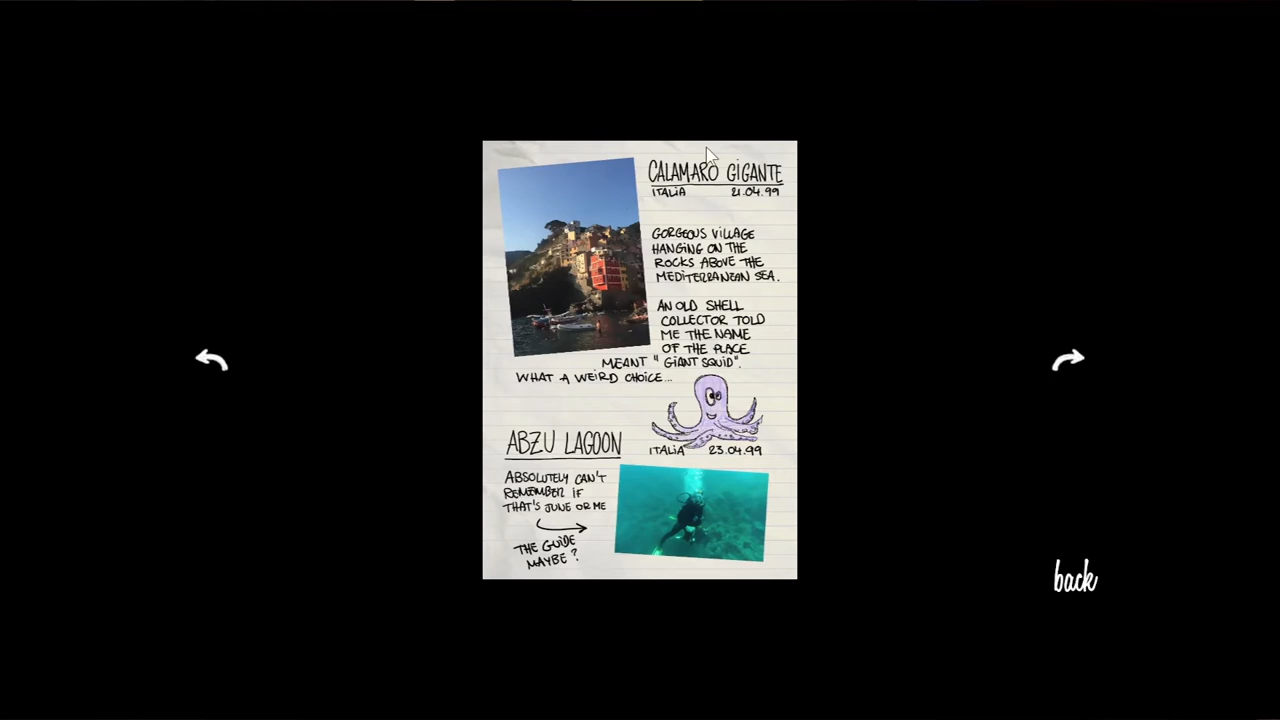 CALAMARO GIGANTE
ITALIA 21.04.99
GORGEOUS VILLAGE
HANGING ON THE
ROCKS ABOVE THE
MEDITERRANEAN SEA.
AN OLD SHELL
COLLECTOR TOLD
ME THE NAME
OF THE PLACE
MEANT "GIANT SQUID".
WHAT A WEIRD CHOICE...
ABZU LAGOON
ITALIA 23.04.99
ABSOLUTELY CAN'T
REMEMBER IF
THAT'S JUNE OR ME
THE GUIDE
MAYBE?
back